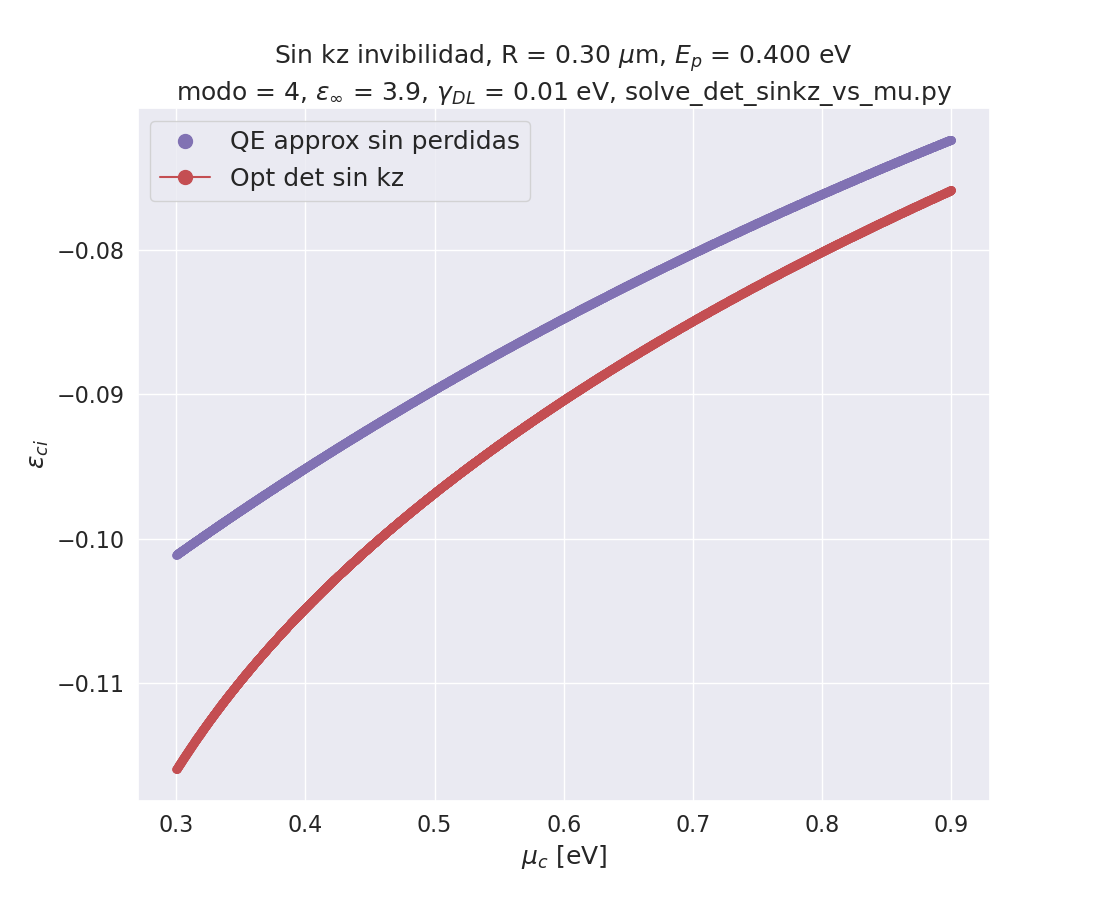 Sin kz invibilidad, R = 0.30 μm, E_p = 0.400 eV
modo = 4, ε_∞ = 3.9, γ_DL = 0.01 eV, solve_det_sinkz_vs_mu.py
QE approx sin perdidas
Opt det sin kz
−0.08
−0.09
−0.10
−0.11
ε_ci
0.3 0.4 0.5 0.6 0.7 0.8 0.9
μ_c [eV]